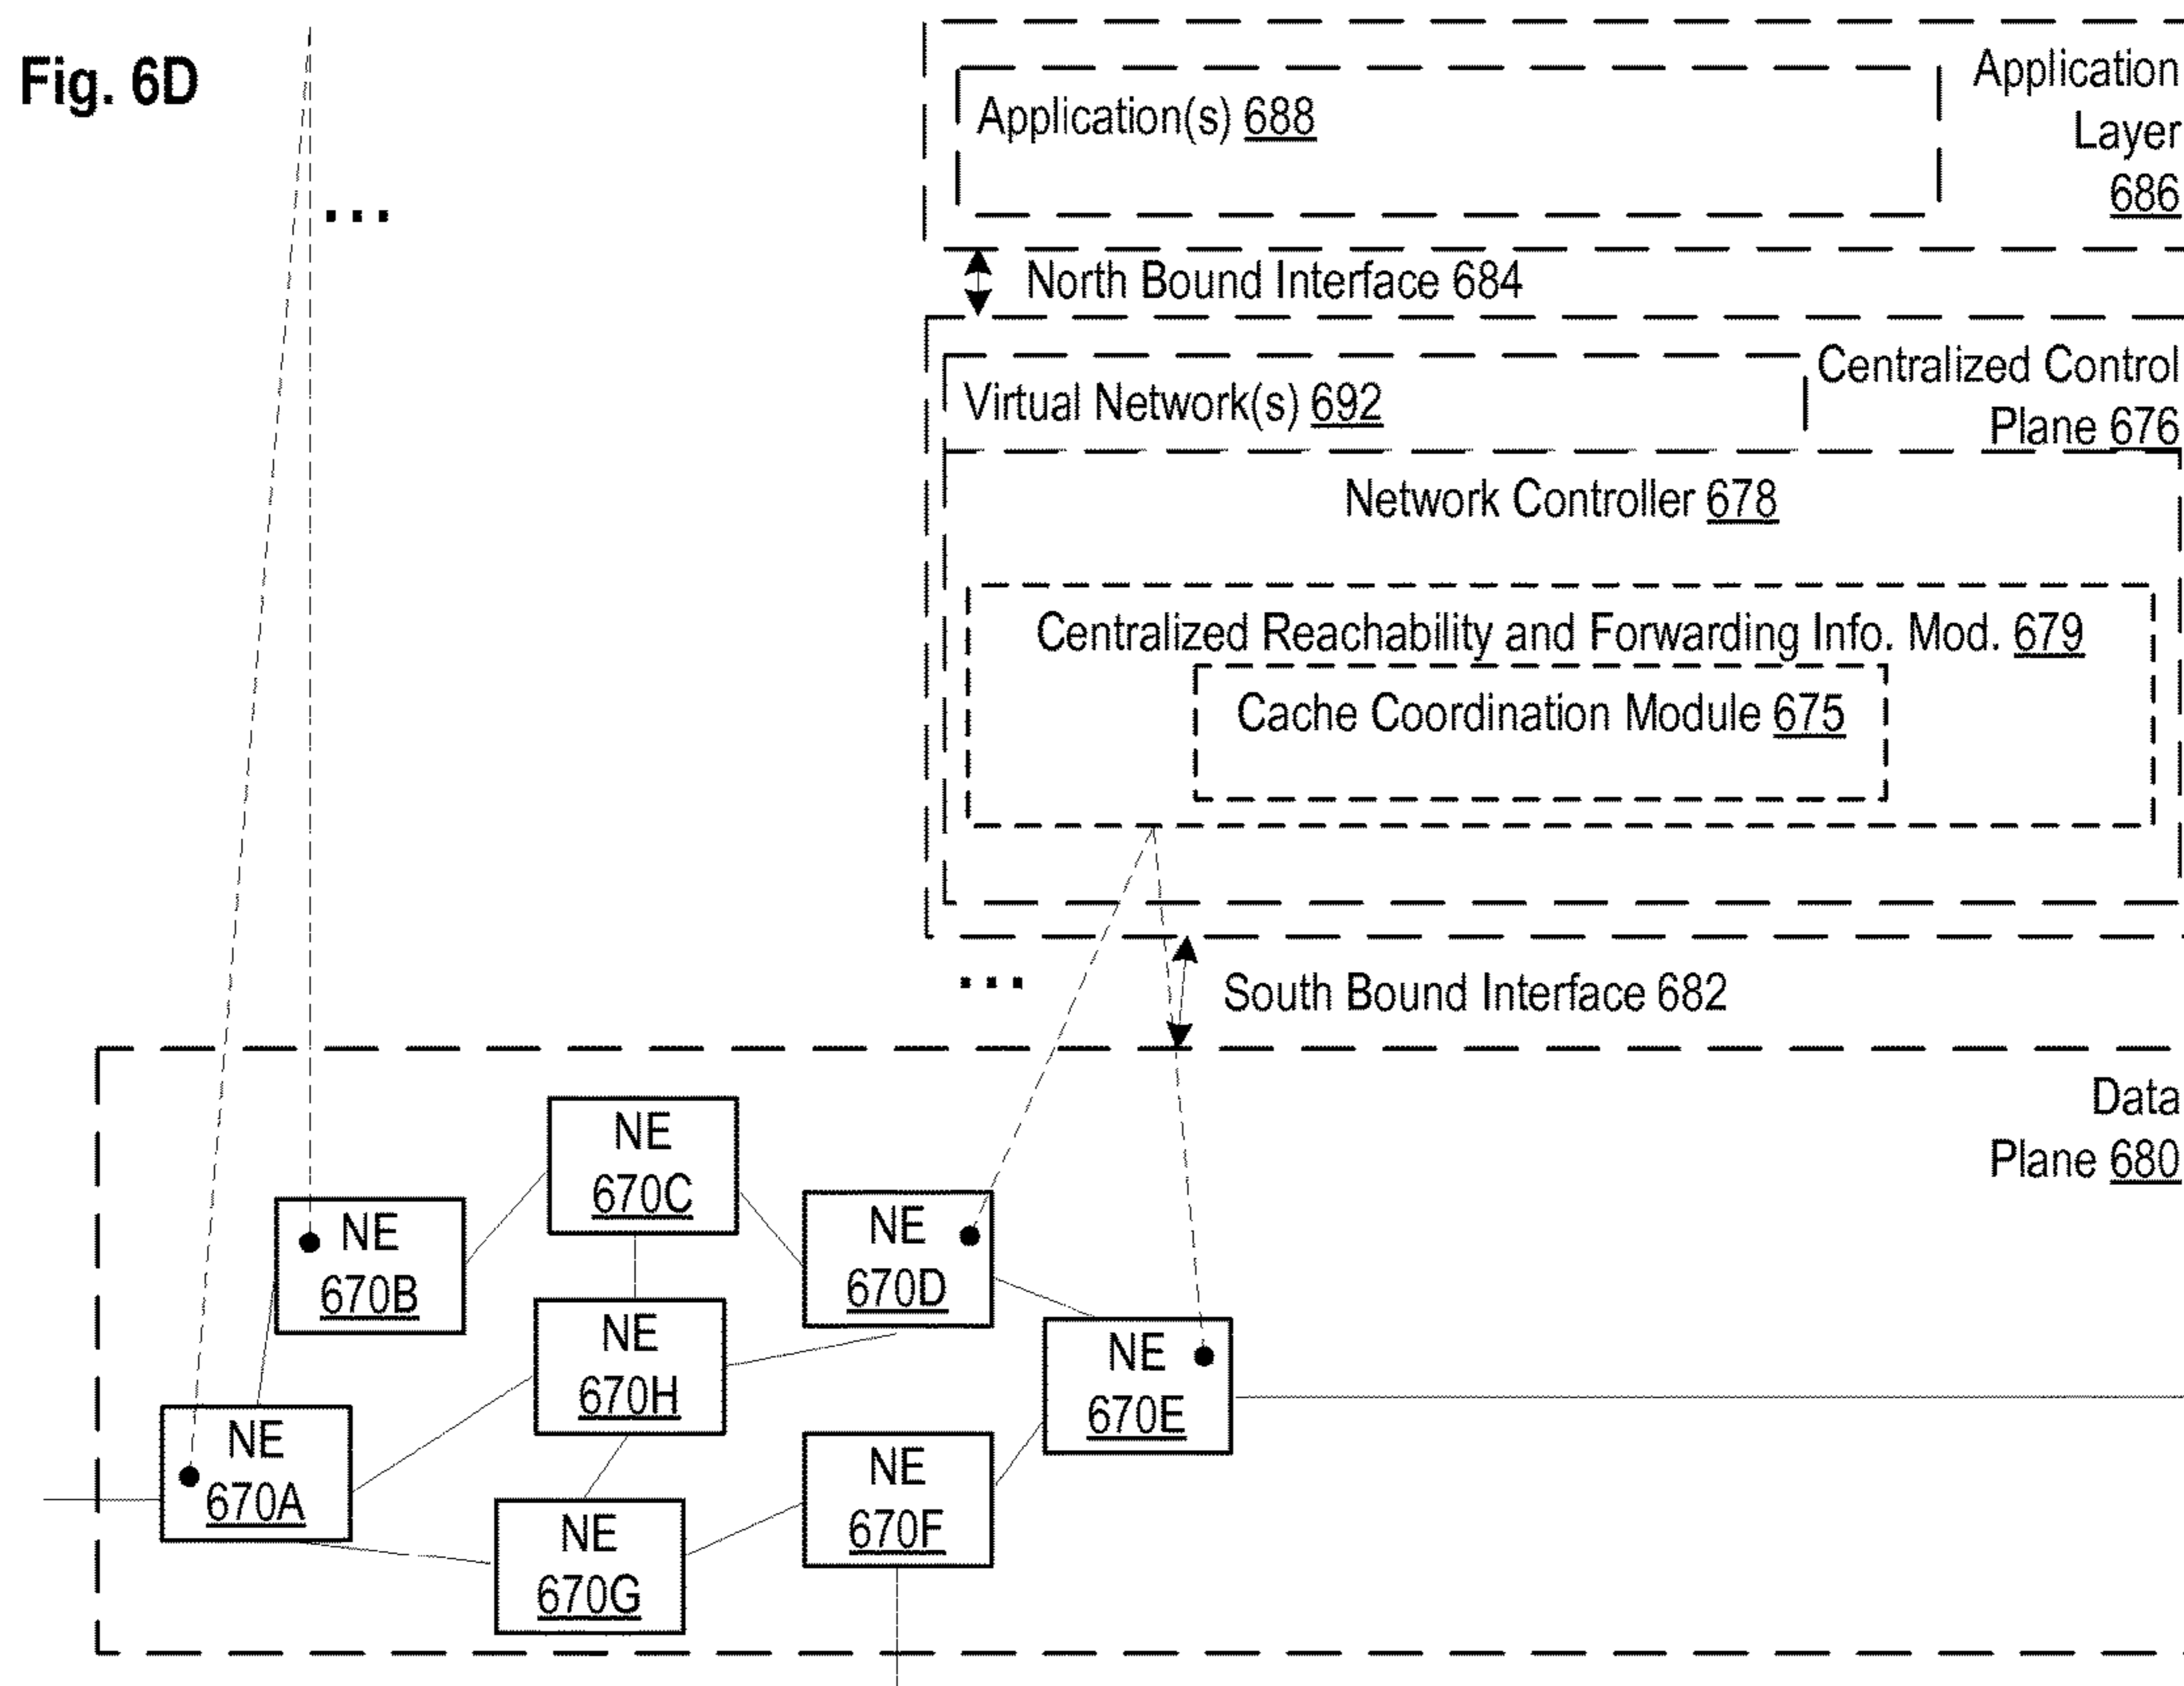 Fig. 6D
Application
Layer
686
Application(s) 688
North Bound Interface 684
Centralized Control
Plane 676
Virtual Network(s) 692
Network Controller 678
Centralized Reachability and Forwarding Info. Mod. 679
Cache Coordination Module 675
South Bound Interface 682
Data
Plane 680
NE
670C
NE
670B
NE
670D
NE
670H
NE
670E
NE
670A
NE
670F
NE
670G